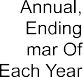 Annual,
Ending
mar Of
Each Year